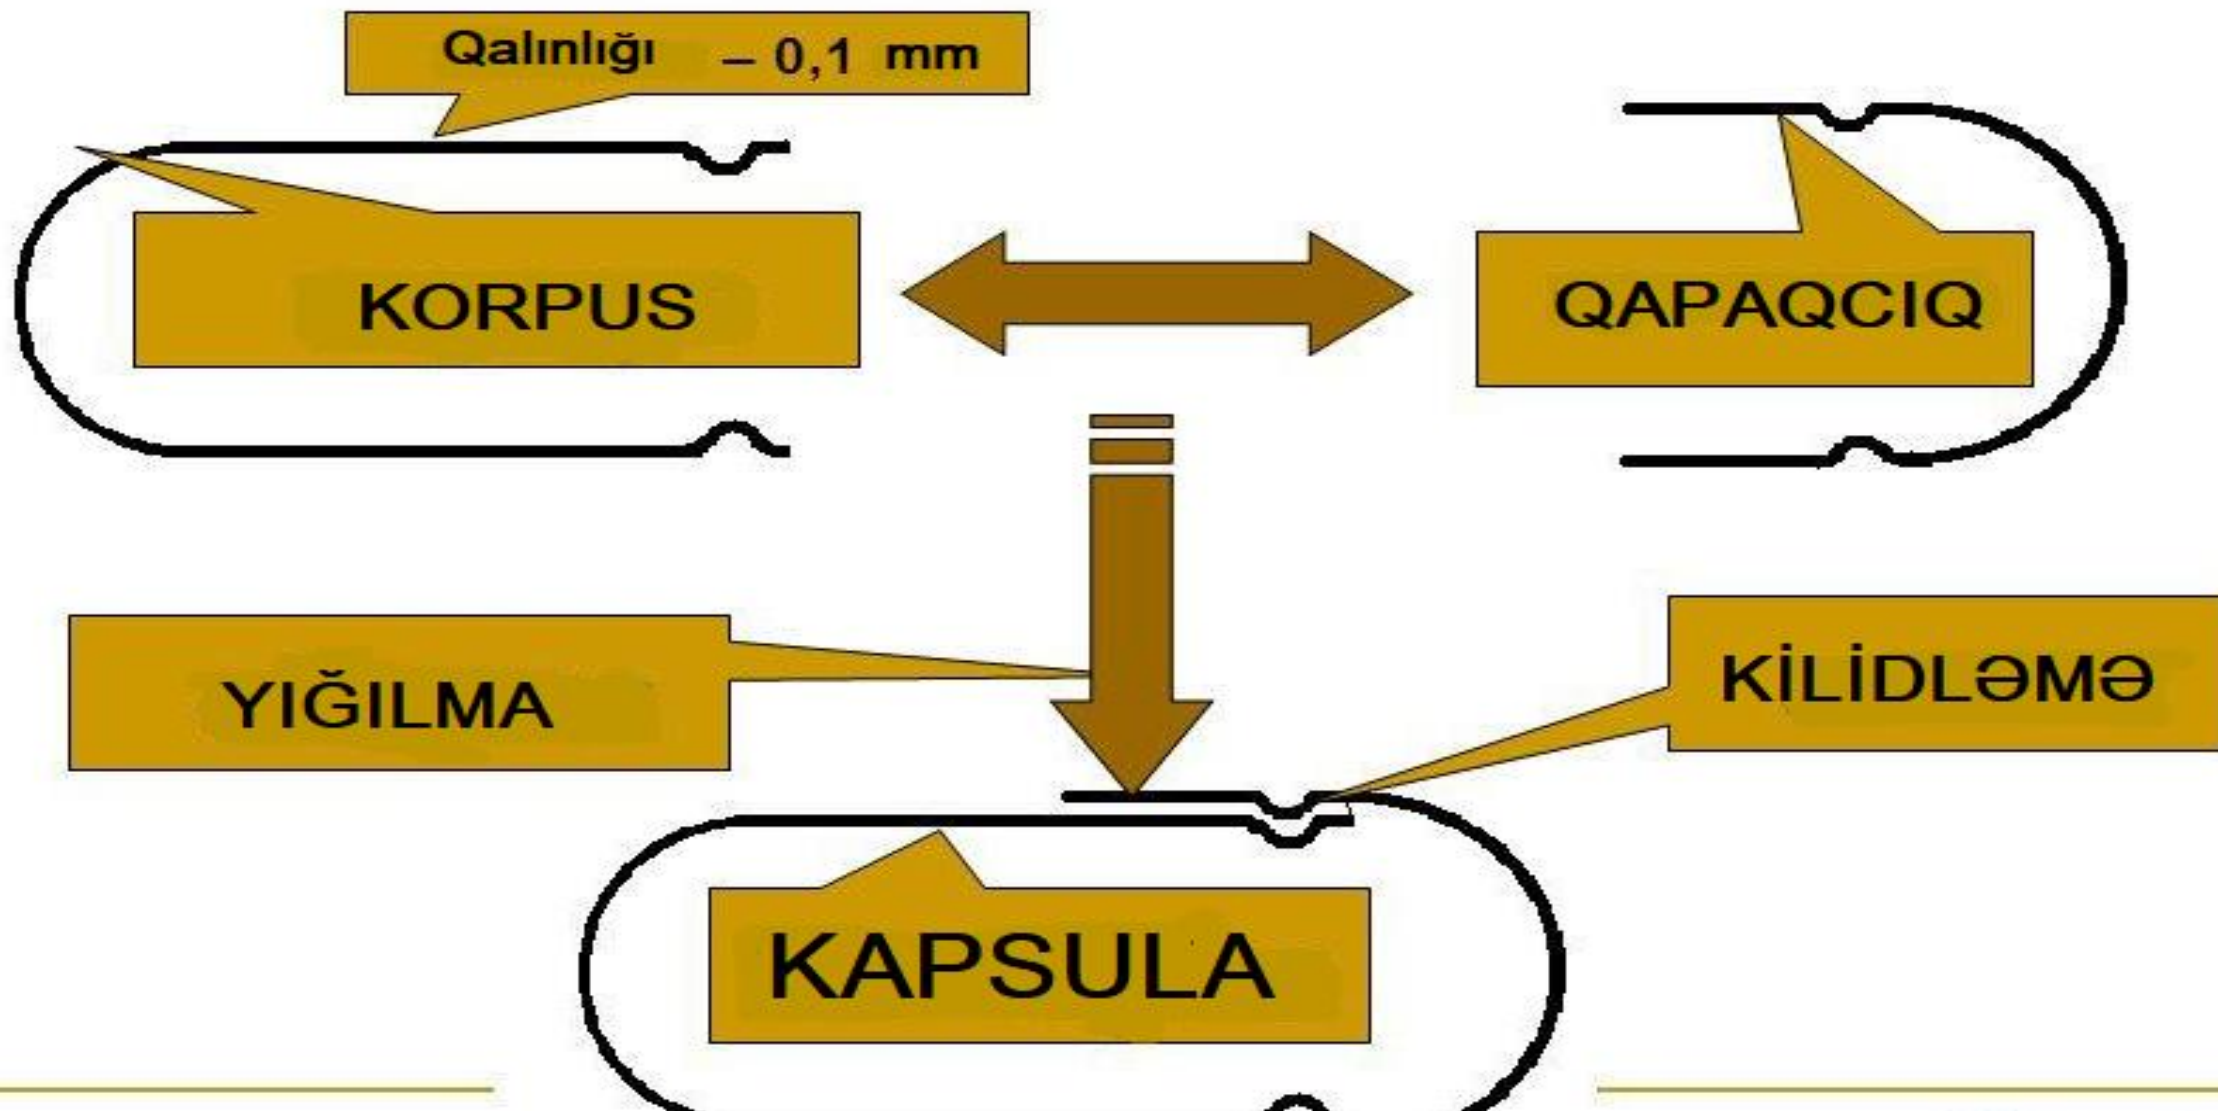 Qalınlığı – 0,1 mm
KORPUS
QAPAQCIQ
YIĞILMA
KİLİDLƏMƏ
KAPSULA